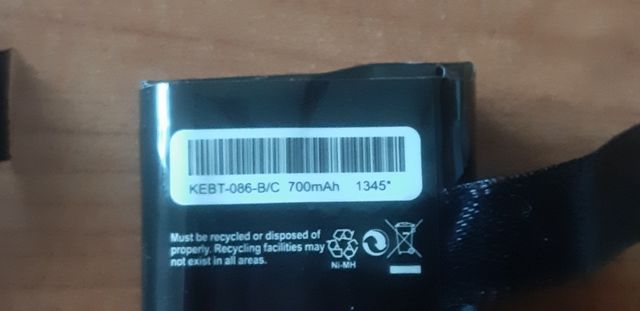 KEBT-086-B/C 700mAh 1345*
Must be recycled or disposed of
properly. Recycling facilities may
not exist in all areas.
Ni-MH